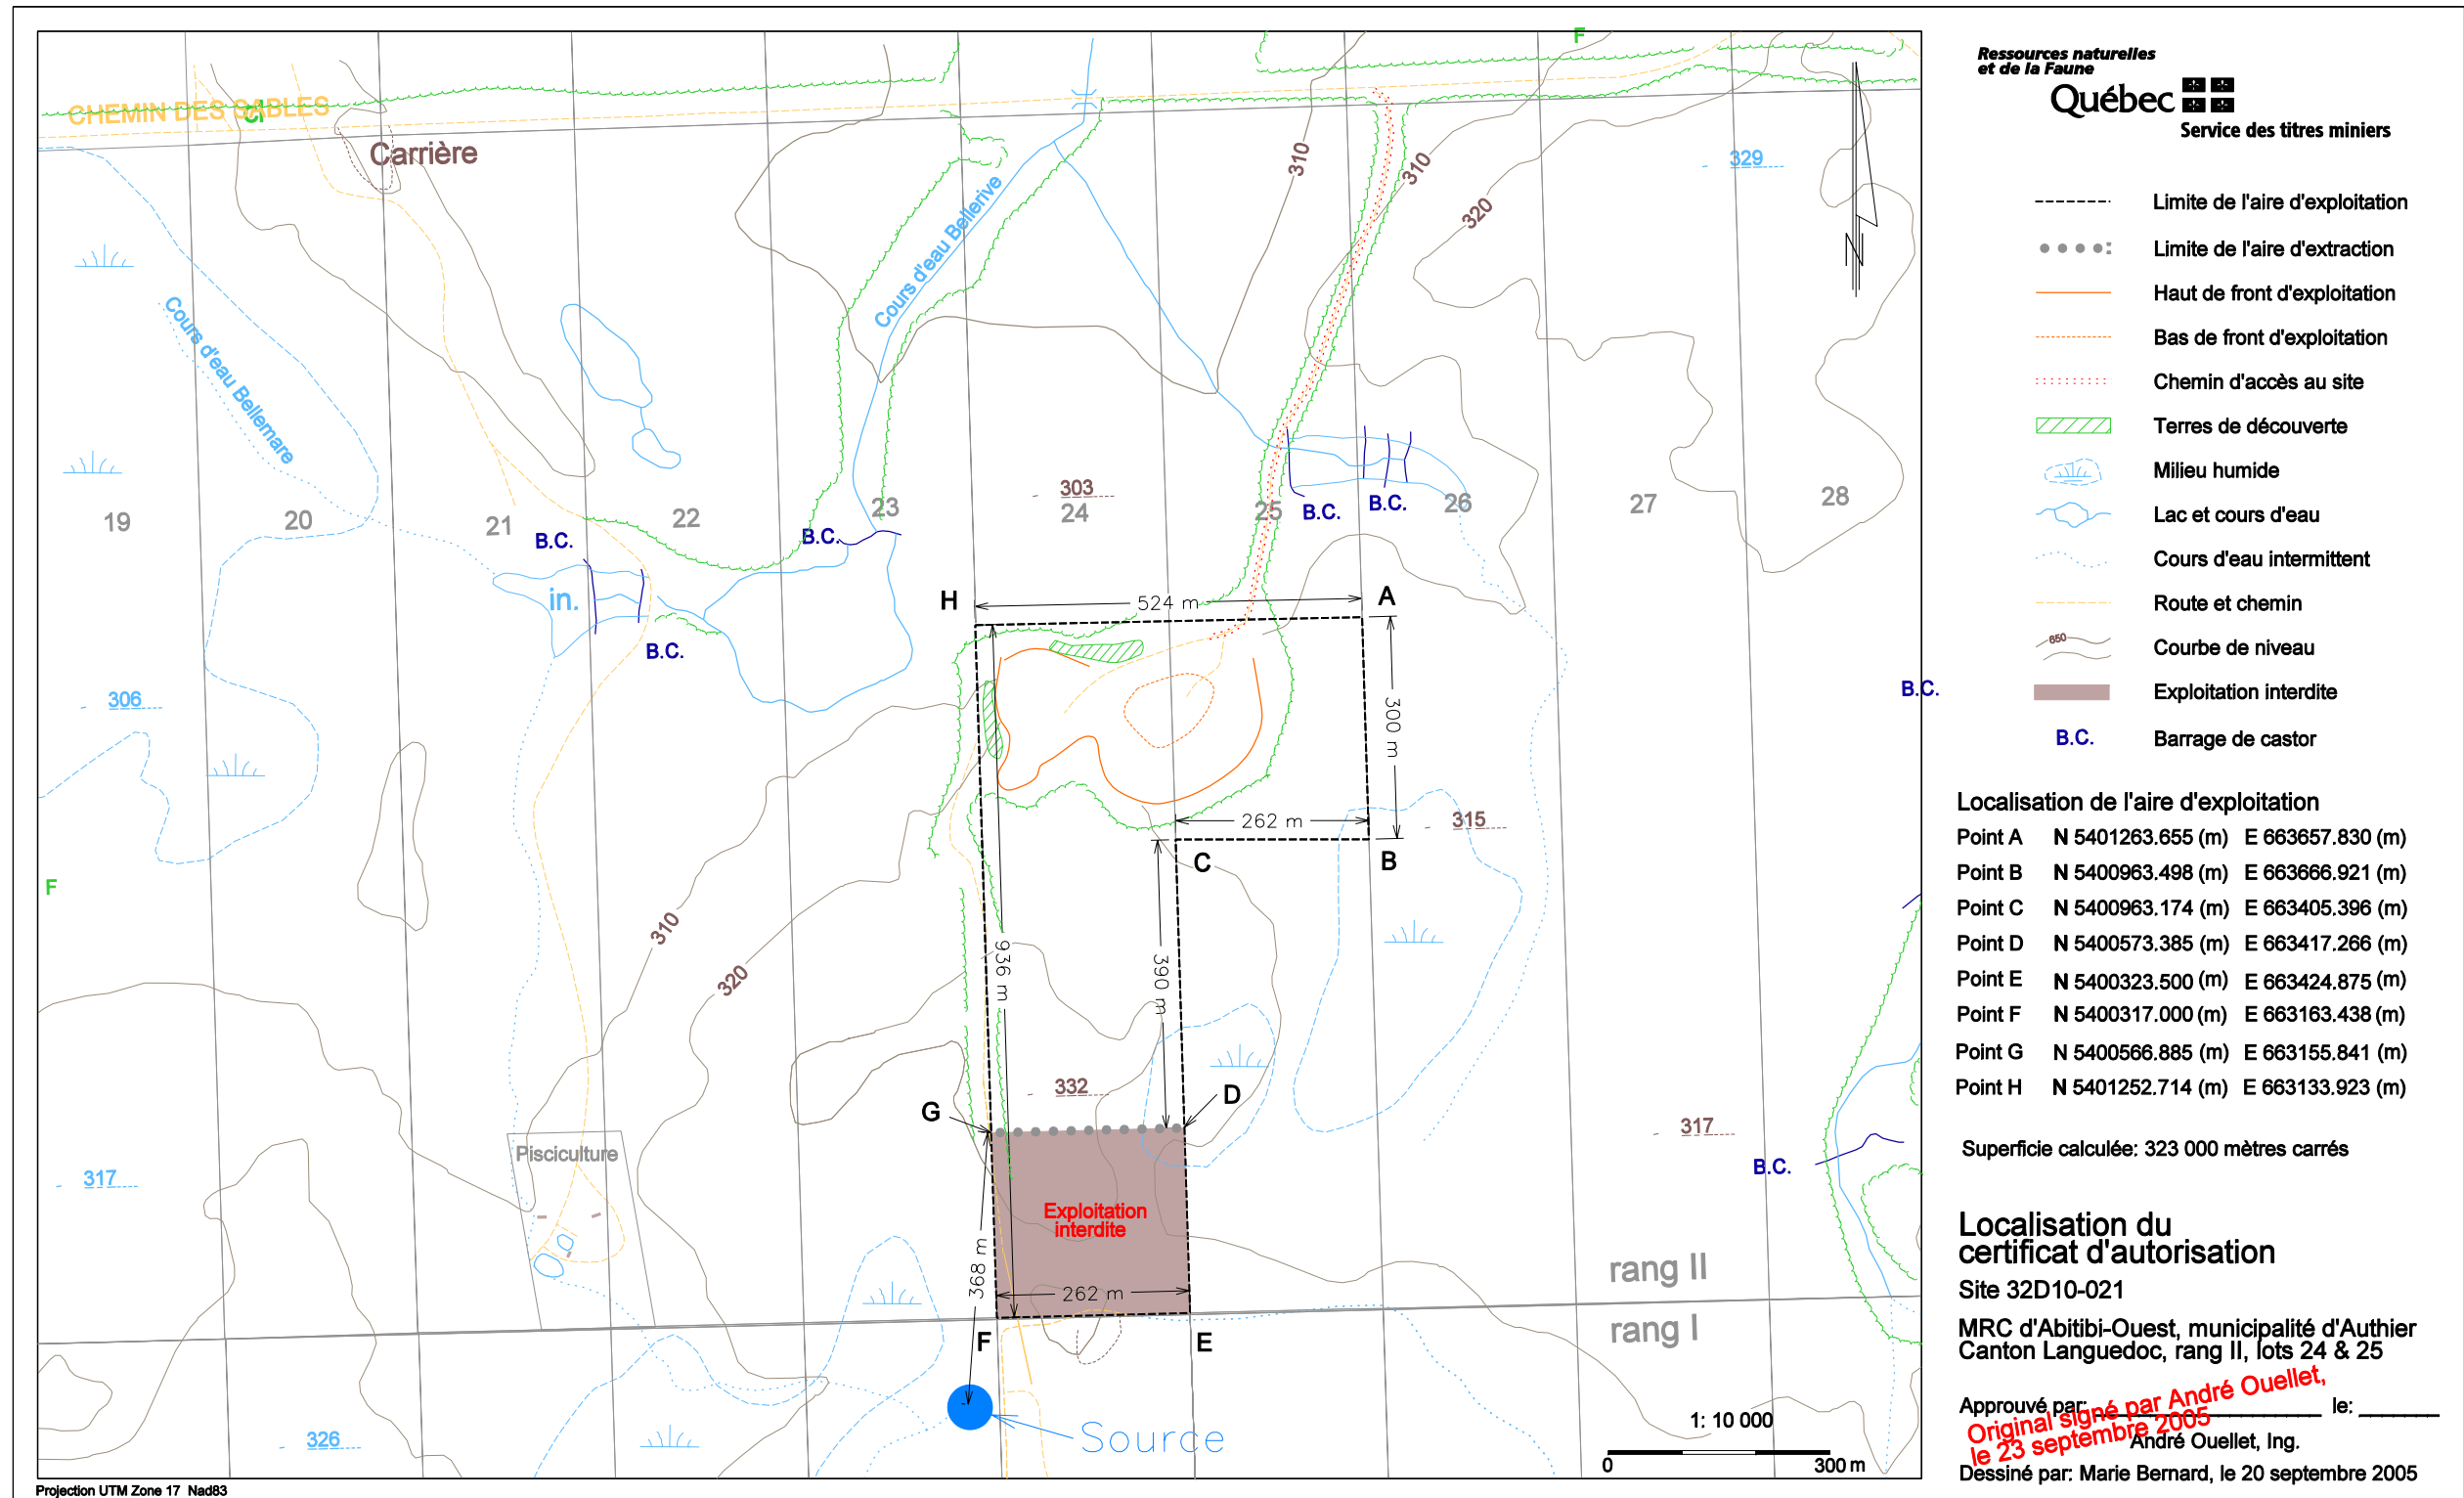 F
CHEMIN DES SABLES
Carrière
310
310
320
329
Cours d'eau Bellerive
Cours d'eau Bellemare
303
19
20
21
22
23
24
25
26
27
28
B.C.
B.C.
B.C.
B.C.
in.
B.C.
H
524 m
A
300 m
306
B.C.
262 m
315
C
B
F
310
320
936 m
390 m
332
G
D
317
Pisciculture
317
B.C.
Exploitation
interdite
368 m
262 m
rang II
rang I
F
E
326
Source
1: 10 000
0
300 m
N
Projection UTM Zone 17 Nad83
Ressources naturelles
et de la Faune
Québec
Service des titres miniers
Limite de l'aire d'exploitation
Limite de l'aire d'extraction
Haut de front d'exploitation
Bas de front d'exploitation
Chemin d'accès au site
Terres de découverte
Milieu humide
Lac et cours d'eau
Cours d'eau intermittent
Route et chemin
650 Courbe de niveau
Exploitation interdite
B.C. Barrage de castor
Localisation de l'aire d'exploitation
Point A N 5401263.655 (m) E 663657.830 (m)
Point B N 5400963.498 (m) E 663666.921 (m)
Point C N 5400963.174 (m) E 663405.396 (m)
Point D N 5400573.385 (m) E 663417.266 (m)
Point E N 5400323.500 (m) E 663424.875 (m)
Point F N 5400317.000 (m) E 663163.438 (m)
Point G N 5400566.885 (m) E 663155.841 (m)
Point H N 5401252.714 (m) E 663133.923 (m)
Superficie calculée: 323 000 mètres carrés
Localisation du
certificat d'autorisation
Site 32D10-021
MRC d'Abitibi-Ouest, municipalité d'Authier
Canton Languedoc, rang II, lots 24 & 25
Approuvé par: le:
Original signé par André Ouellet,
le 23 septembre 2005
André Ouellet, Ing.
Dessiné par: Marie Bernard, le 20 septembre 2005